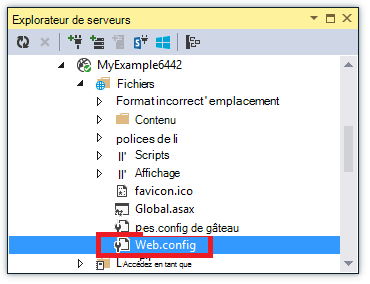 Explorateur de serveurs
MyExample6442
Fichiers
Format incorrect' emplacement
Contenu
polices de li
Scripts
Affichage
favicon.ico
Global.asax
pes.config de gâteau
Web.config
Accédez en tant que